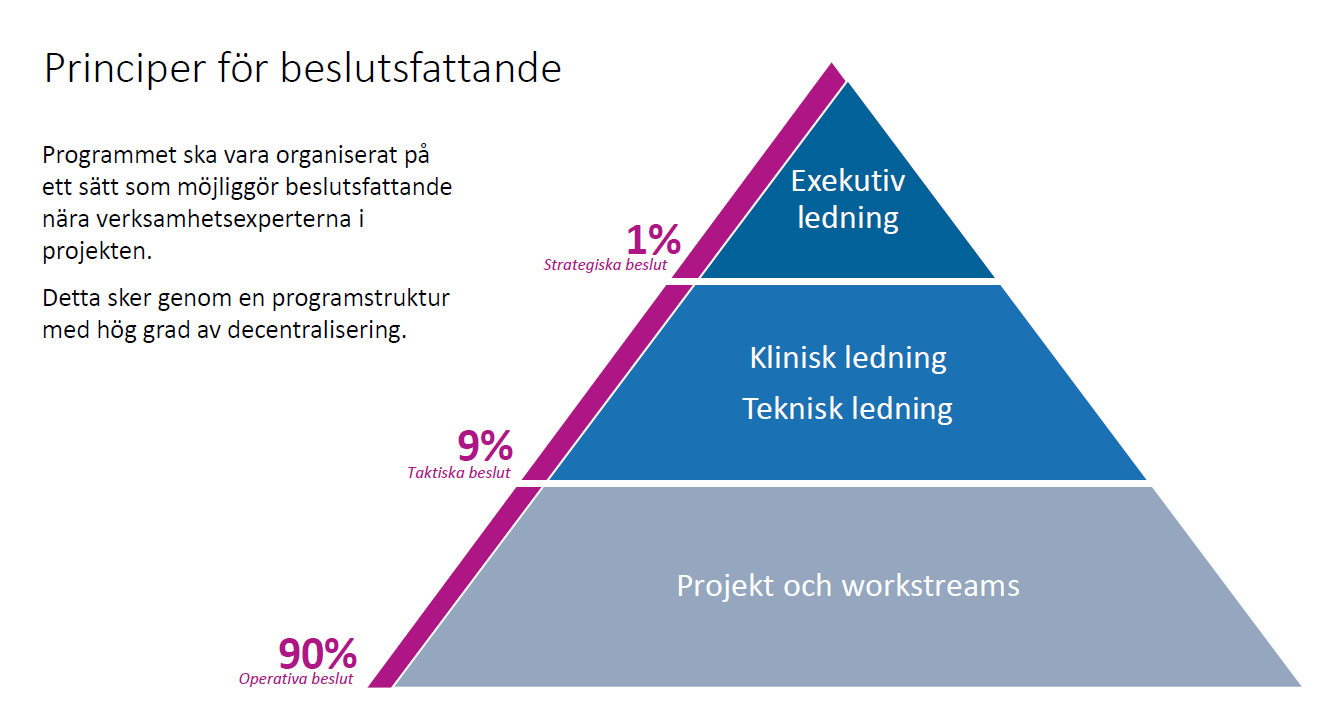 Principer för beslutsfattande
Programmet ska vara organiserat på
ett sätt som möjliggör beslutsfattande
nära verksamhetsexperterna i
projekten.
Detta sker genom en programstruktur
med hög grad av decentralisering.
Exekutiv
ledning
1%
Strategiska beslut
Klinisk ledning
Teknisk ledning
9%
Taktiska beslut
Projekt och workstreams
90%
Operativa beslut